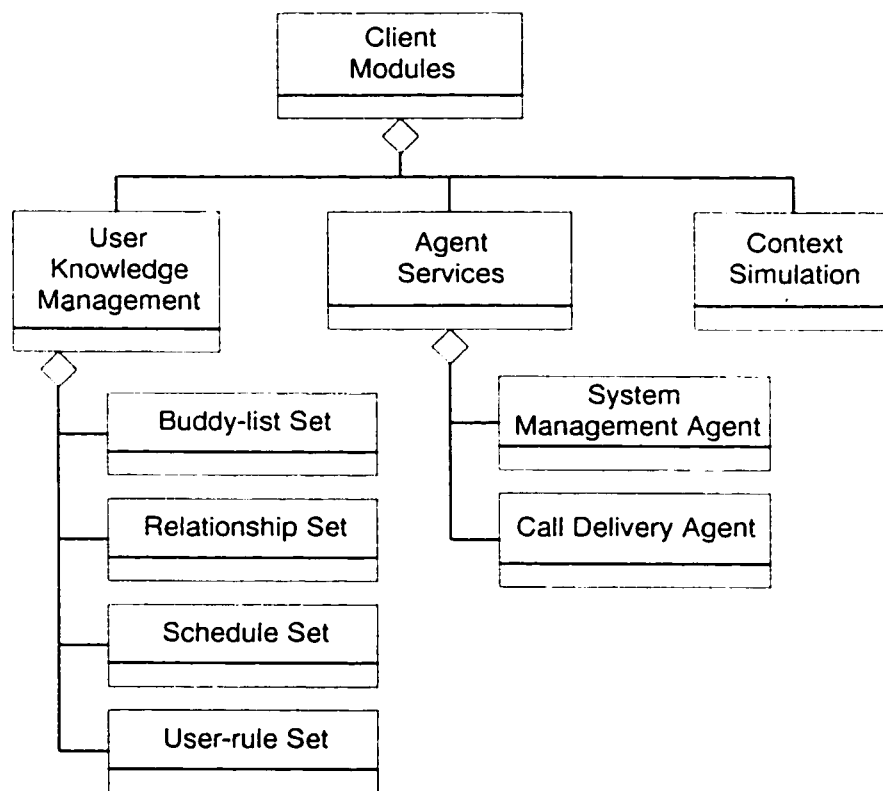 Client
Modules
User
Knowledge
Management
Agent
Services
Context
Simulation
Buddy-list Set
Relationship Set
Schedule Set
User-rule Set
System
Management Agent
Call Delivery Agent